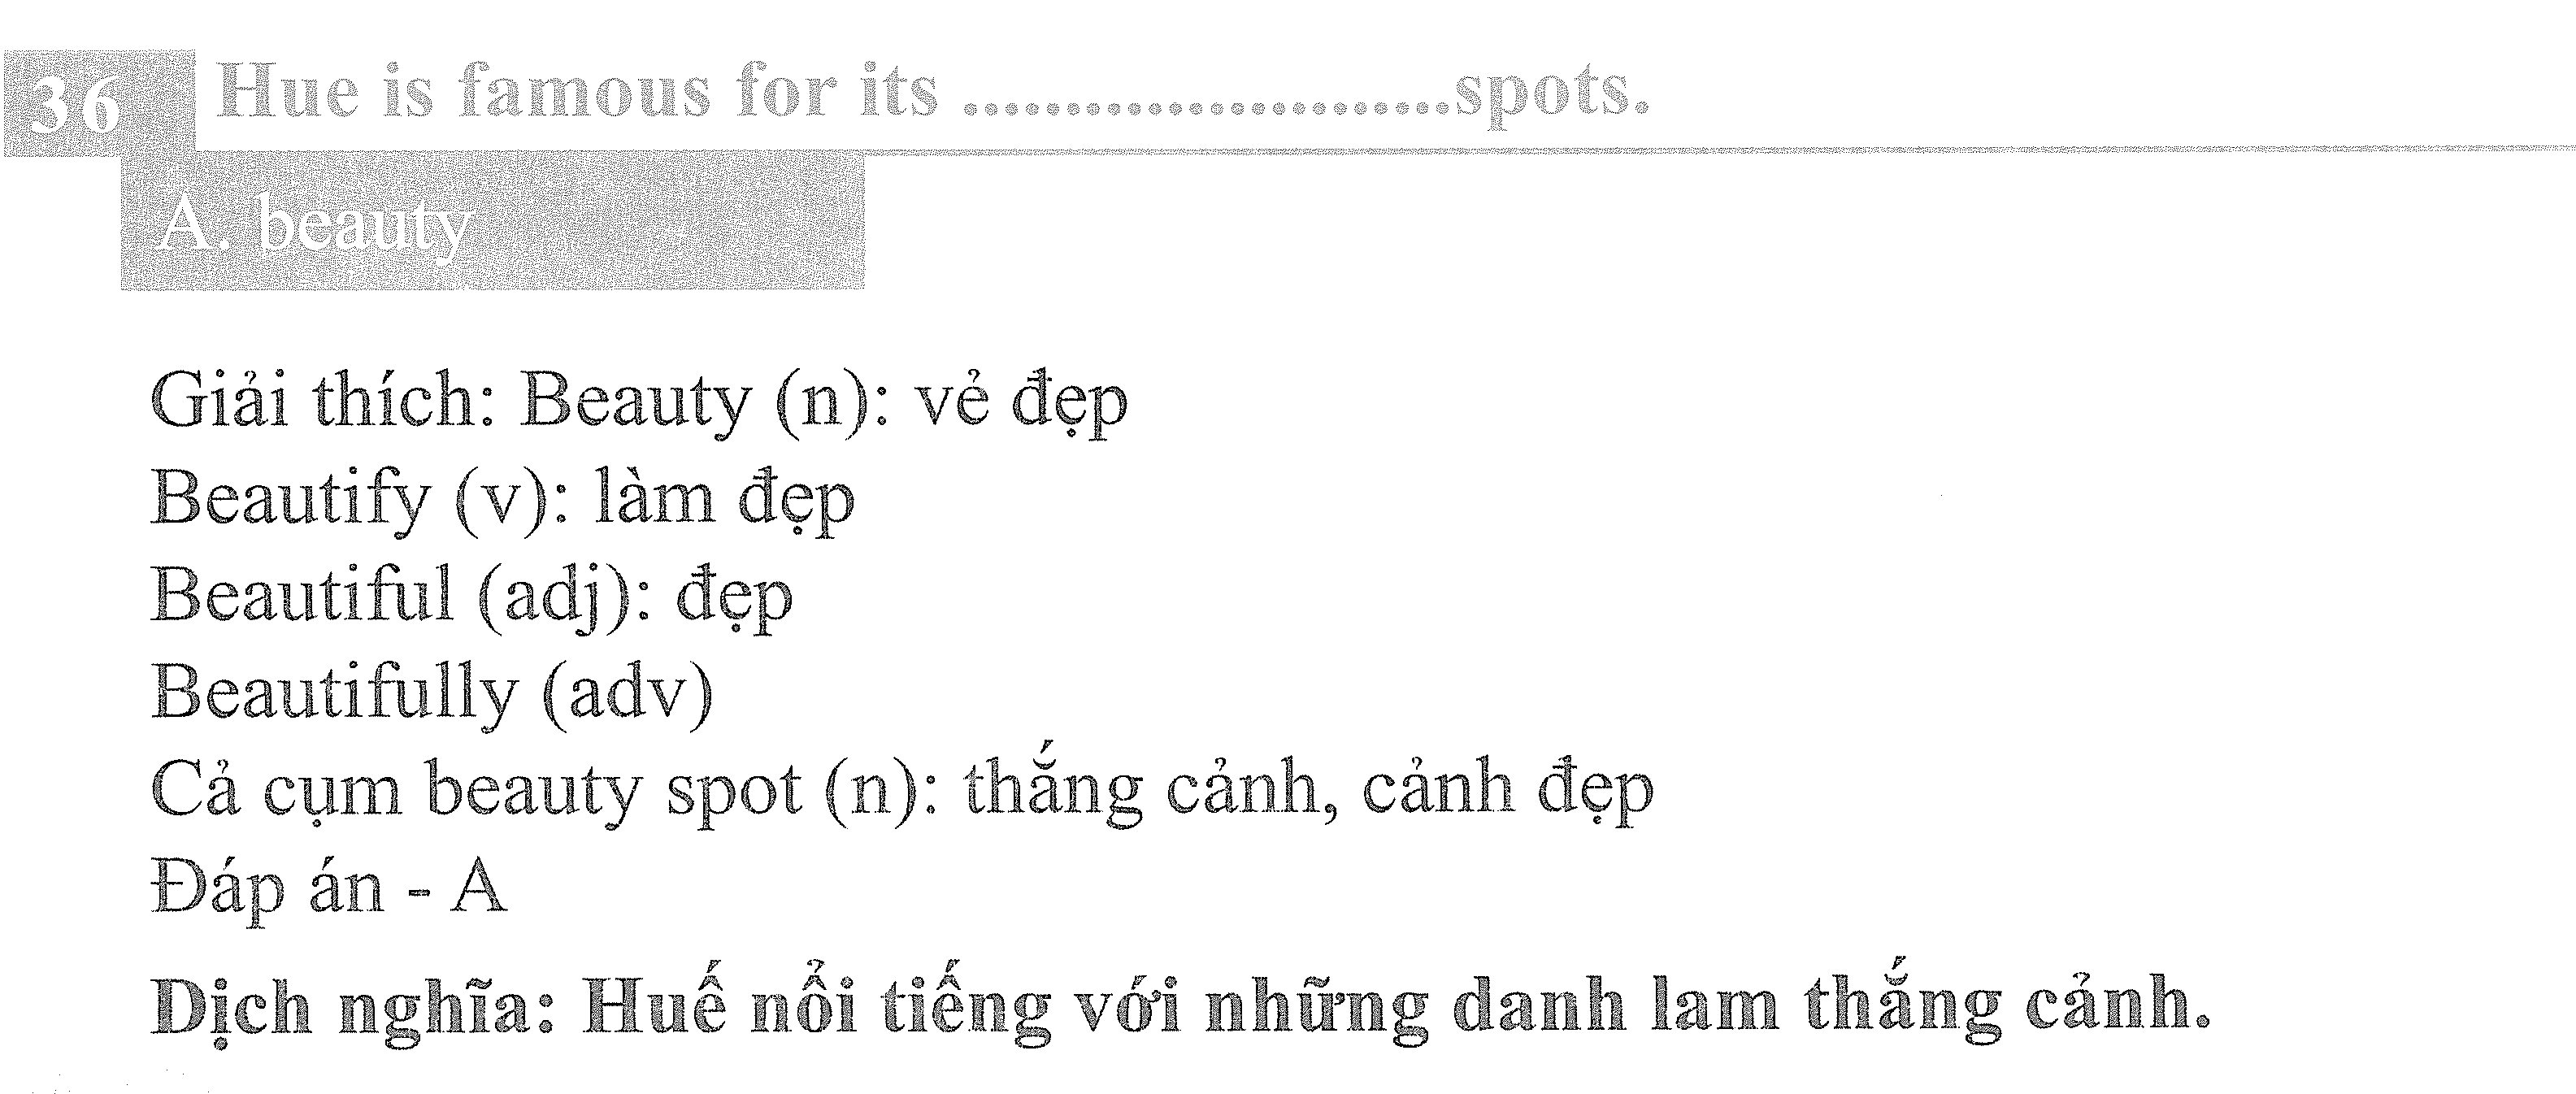 36 Hue is famous for its ........................spots.
A. beauty
Giải thích: Beauty (n): vẻ đẹp
Beautify (v): làm đẹp
Beautiful (adj): đẹp
Beautifully (adv)
Cả cụm beauty spot (n): thắng cảnh, cảnh đẹp
Đáp án - A
Dịch nghĩa: Huế nổi tiếng với những danh lam thắng cảnh.